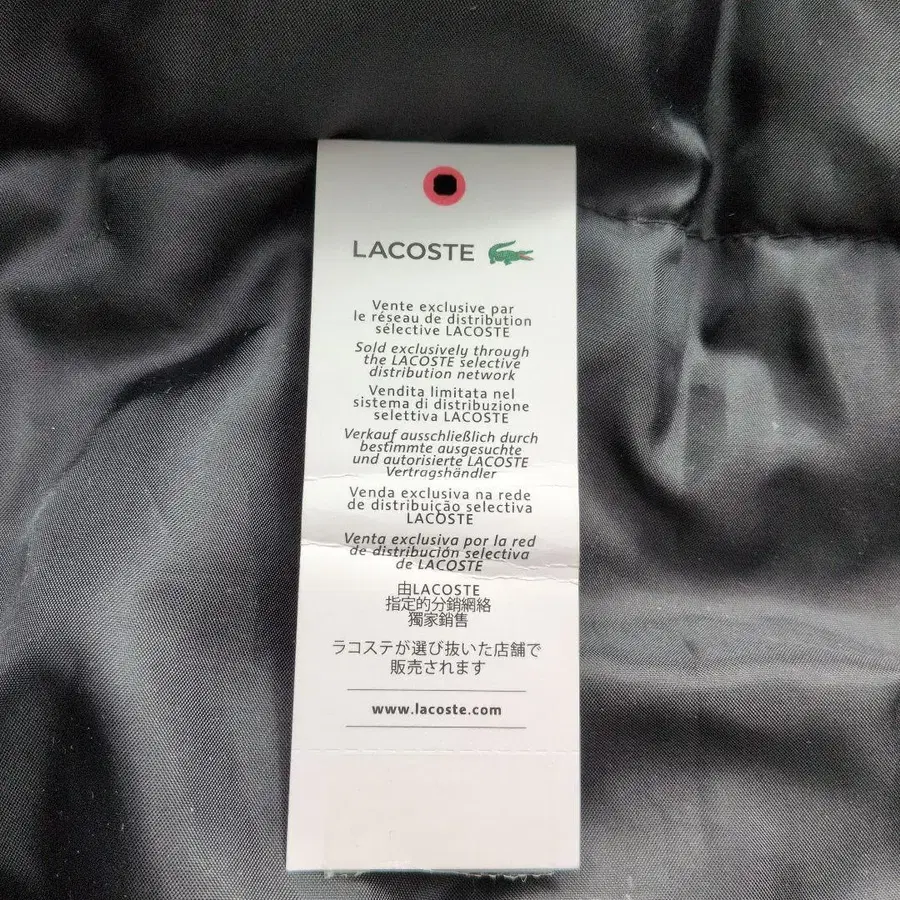 LACOSTE
Vente exclusive par
le réseau de distribution
sélective LACOSTE
Sold exclusively through
the LACOSTE selective
distribution network
Vendita limitata nel
sistema di distribuzione
selettiva LACOSTE
Verkauf ausschließlich durch
bestimmte ausgesuchte
und autorisierte LACOSTE
Vertragshändler
Venda exclusiva na rede
de distribuição selectiva
LACOSTE
Venta exclusiva por la red
de distribución selectiva
de LACOSTE
由LACOSTE
指定的分銷網絡
獨家銷售
ラコステが選び抜いた店舗で
販売されます
www.lacoste.com